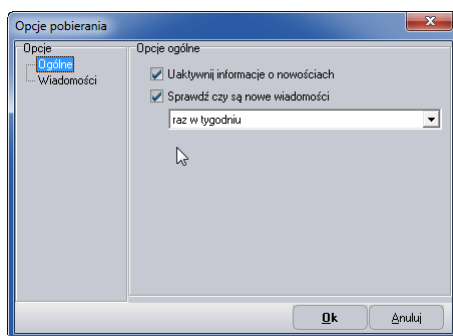 Opcje pobierania
Opcje
Ogólne
Wiadomości
Opcje ogólne
Uaktywnij informacje o nowościach
Sprawdź czy są nowe wiadomości
raz w tygodniu
Ok
Anuluj